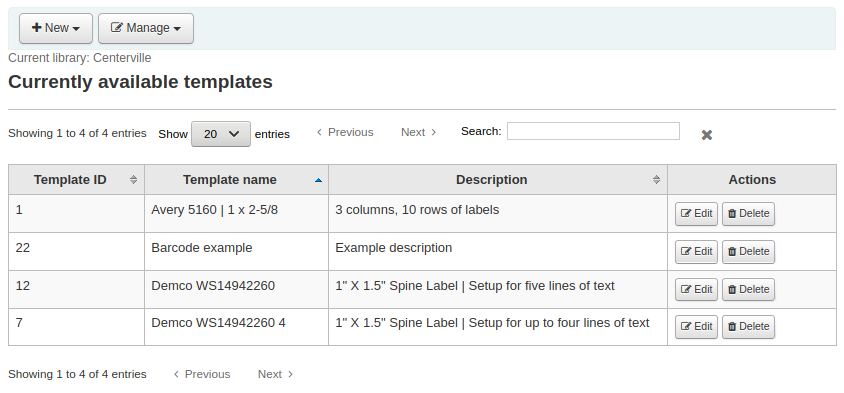 New Manage
Current library: Centerville
Currently available templates
Showing 1 to 4 of 4 entries Show 20 entries Previous Next Search:
Template ID Template name Description Actions
1 Avery 5160 | 1 x 2-5/8 3 columns, 10 rows of labels Edit Delete
22 Barcode example Example description Edit Delete
12 Demco WS14942260 1" X 1.5" Spine Label | Setup for five lines of text Edit Delete
7 Demco WS14942260 4 1" X 1.5" Spine Label | Setup for up to four lines of text Edit Delete
Showing 1 to 4 of 4 entries Previous Next